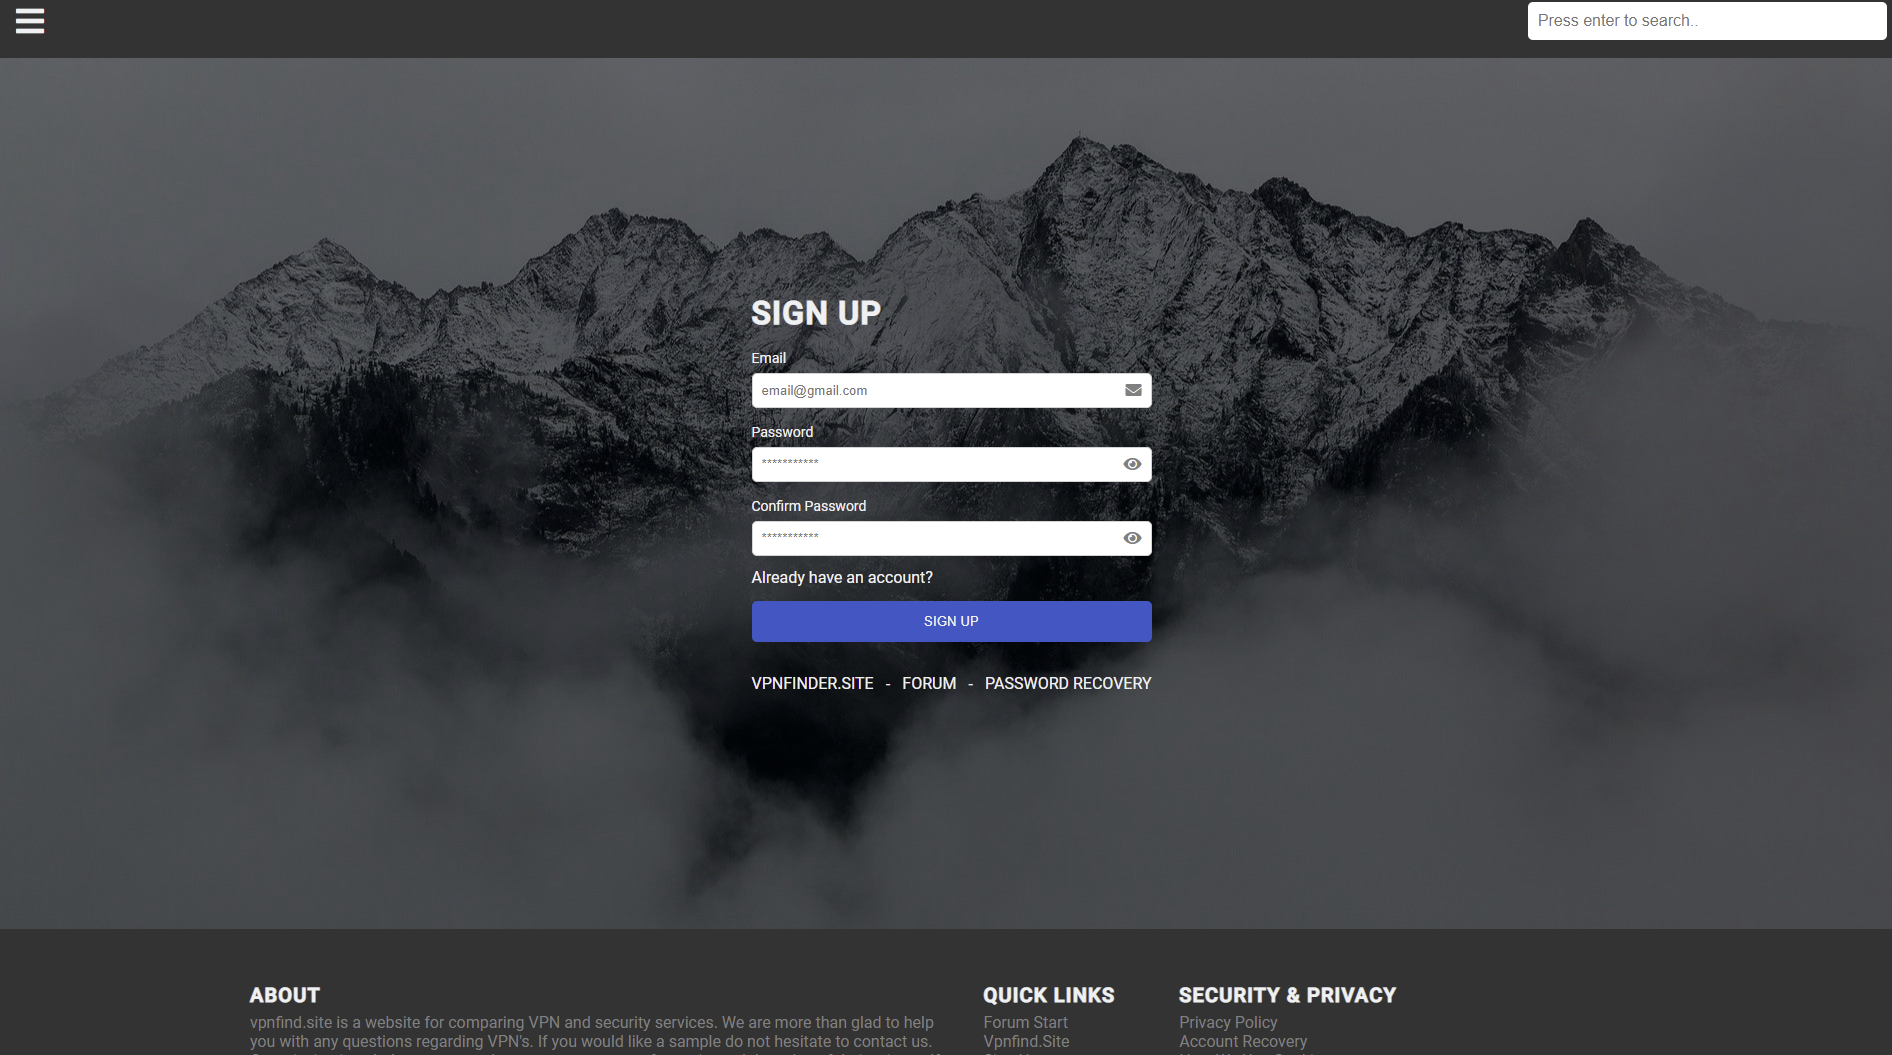 Press enter to search..
SIGN UP
Email
email@gmail.com
Password
***********
Confirm Password
***********
Already have an account?
SIGN UP
VPNFINDER.SITE - FORUM - PASSWORD RECOVERY
ABOUT
vpnfind.site is a website for comparing VPN and security services. We are more than glad to help
you with any questions regarding VPN's. If you would like a sample do not hesitate to contact us.
QUICK LINKS
Forum Start
Vpnfind.Site
SECURITY & PRIVACY
Privacy Policy
Account Recovery